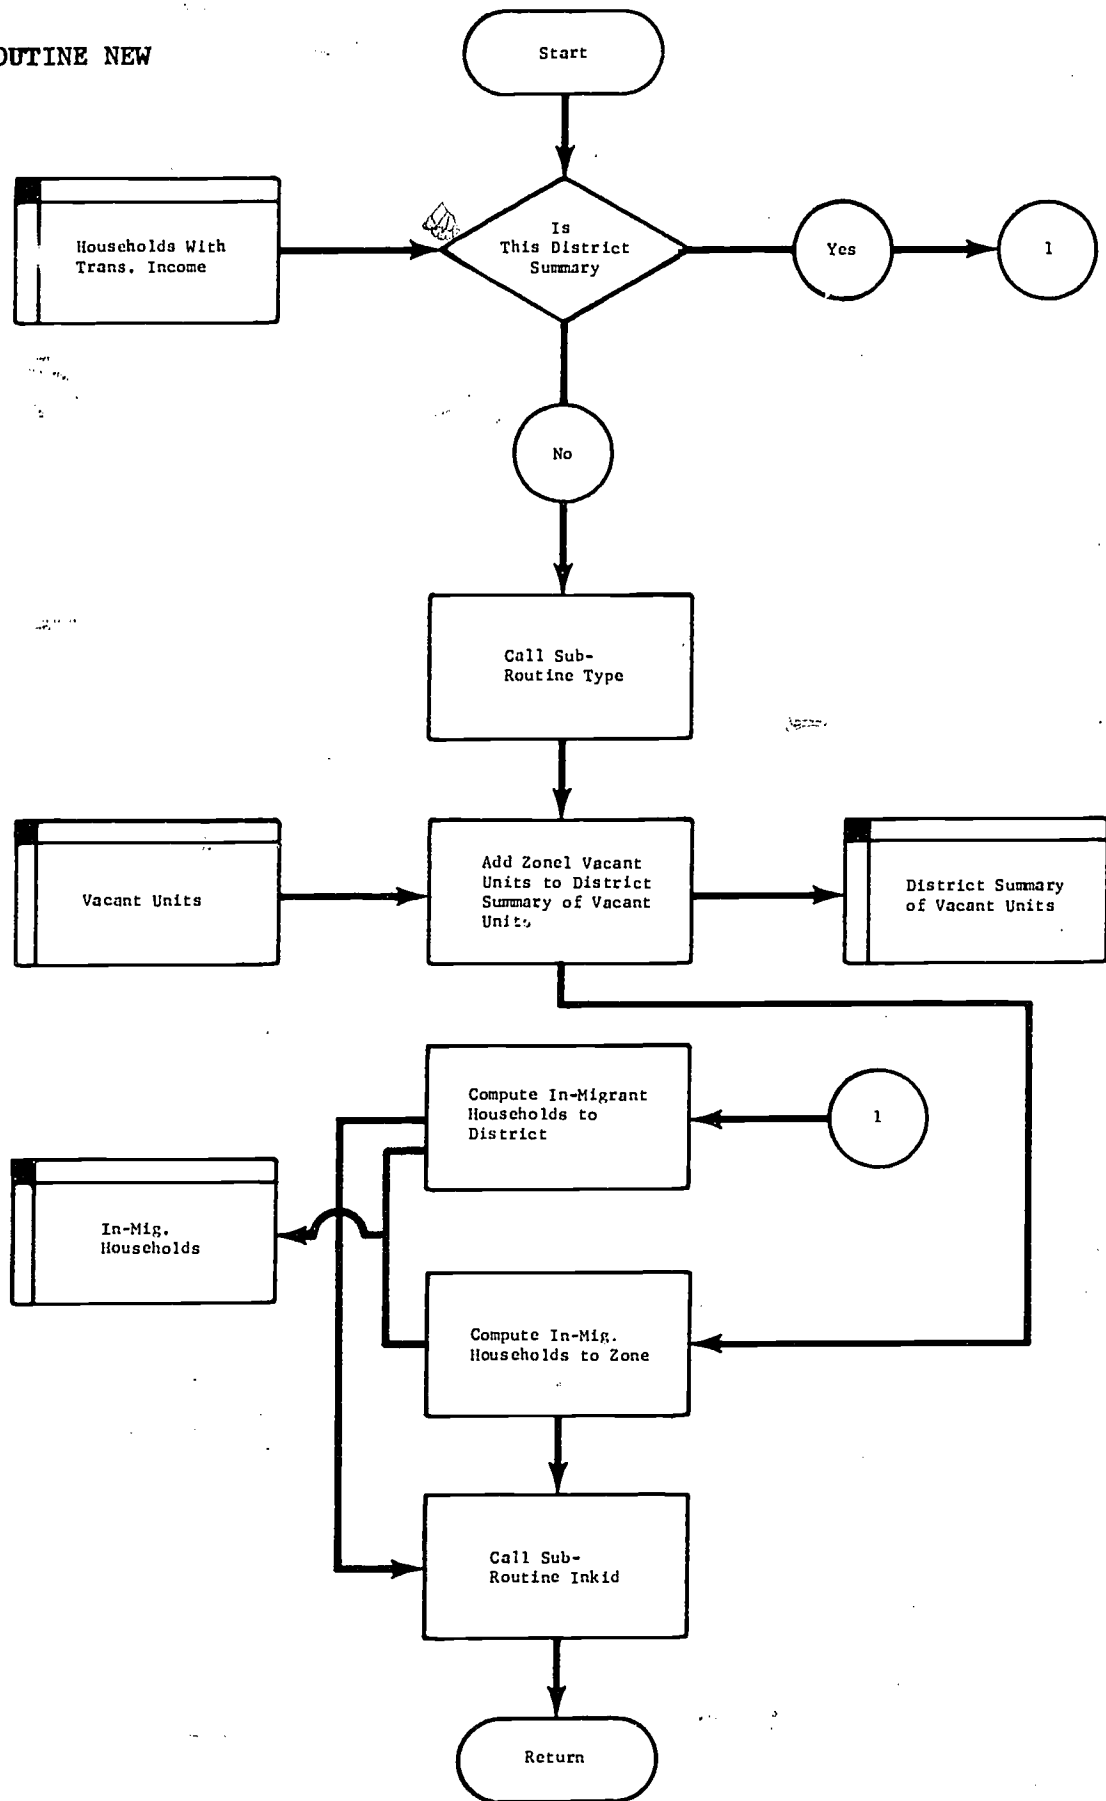 OUTINE NEW
Start
Households With
Trans. Income
Is
This District
Summary
Yes
1
No
Call Sub-
Routine Type
Vacant Units
Add Zonel Vacant
Units to District
Summary of Vacant
Units
District Summary
of Vacant Units
Compute In-Migrant
Households to
District
1
In-Mig.
Households
Compute In-Mig.
Households to Zone
Call Sub-
Routine Inkid
Return